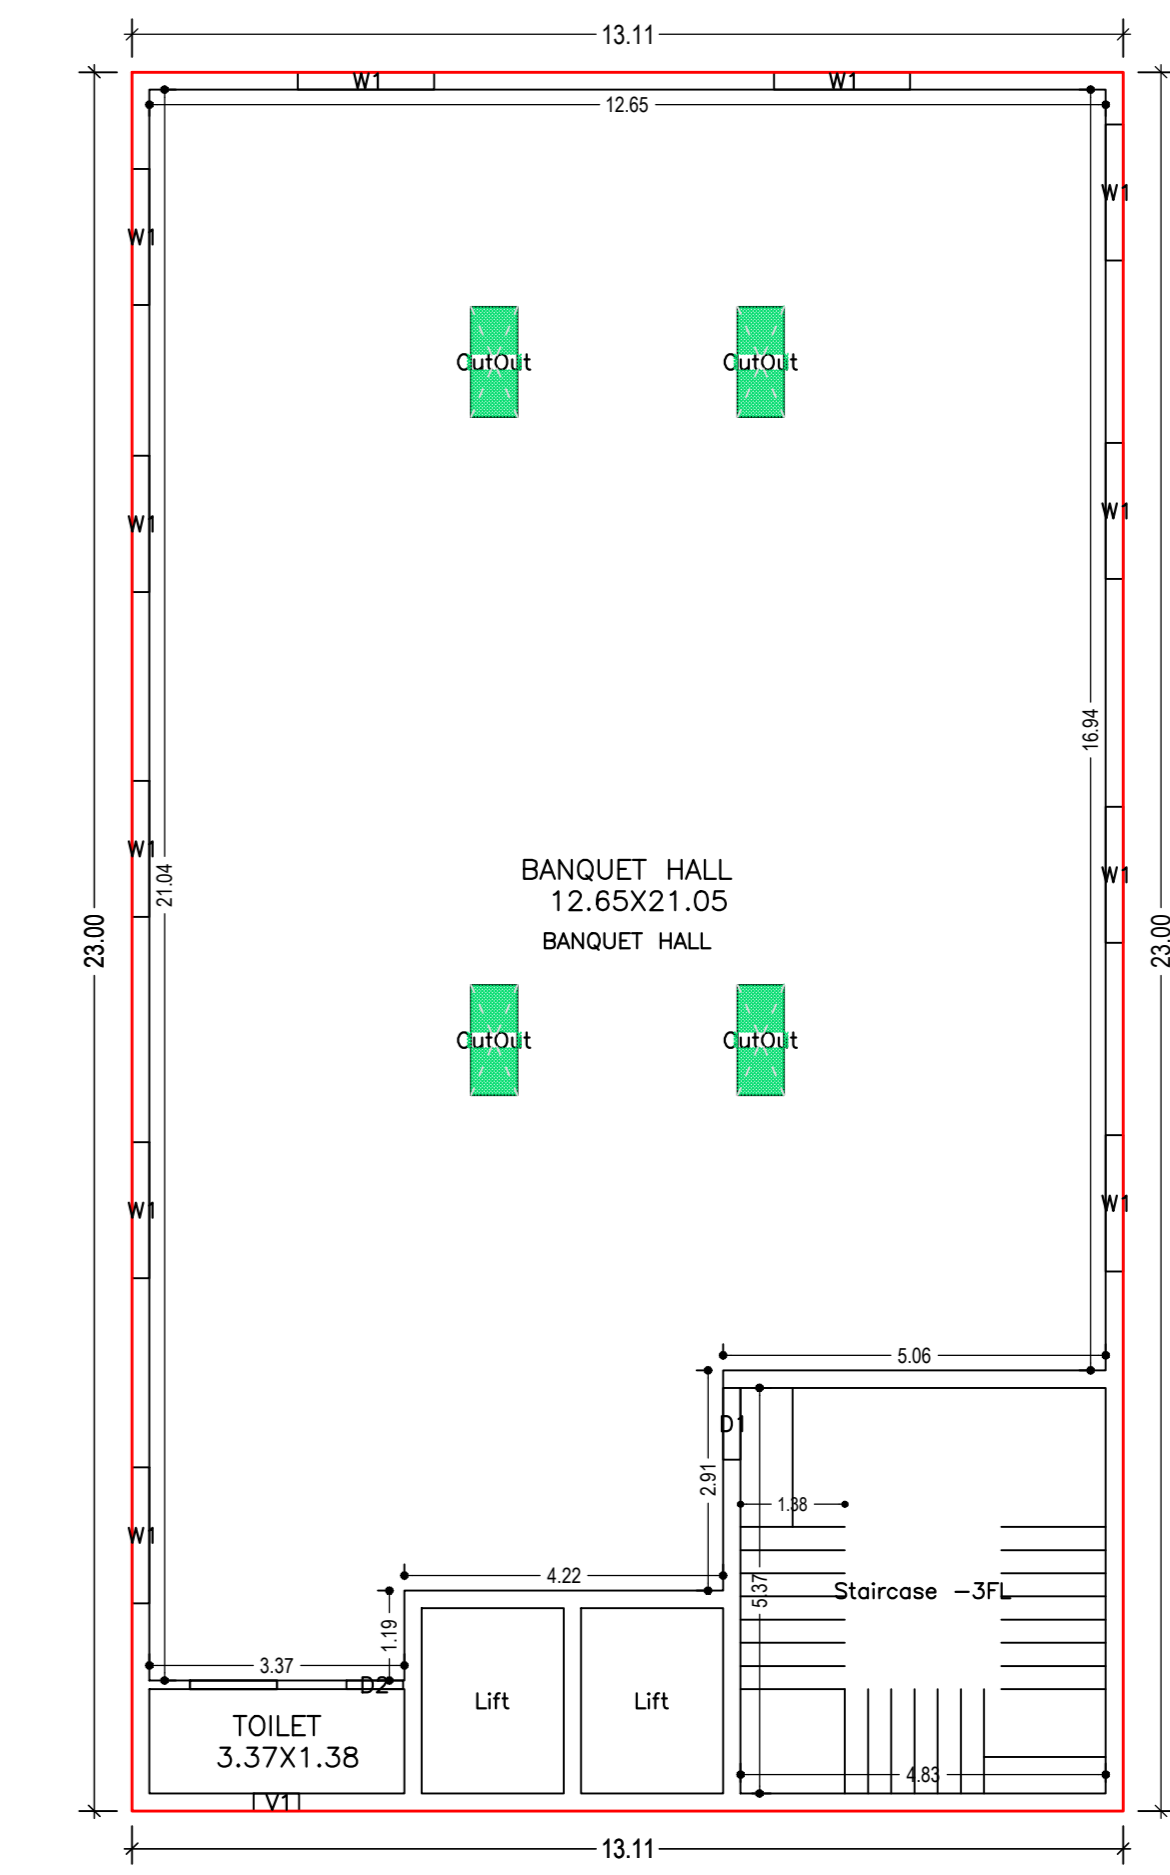 13.11
W1
W1
12.65
W1
W1
CutOut
CutOut
W1
W1
16.94
BANQUET HALL
12.65X21.05
BANQUET HALL
W1
W1
21.04
23.00
23.00
CutOut
CutOut
W1
W1
5.06
D1
2.91
1.38
4.22
5.37
Staircase -3FL
W1
1.19
3.37
D2
Lift
Lift
TOILET
3.37X1.38
4.83
V1
13.11